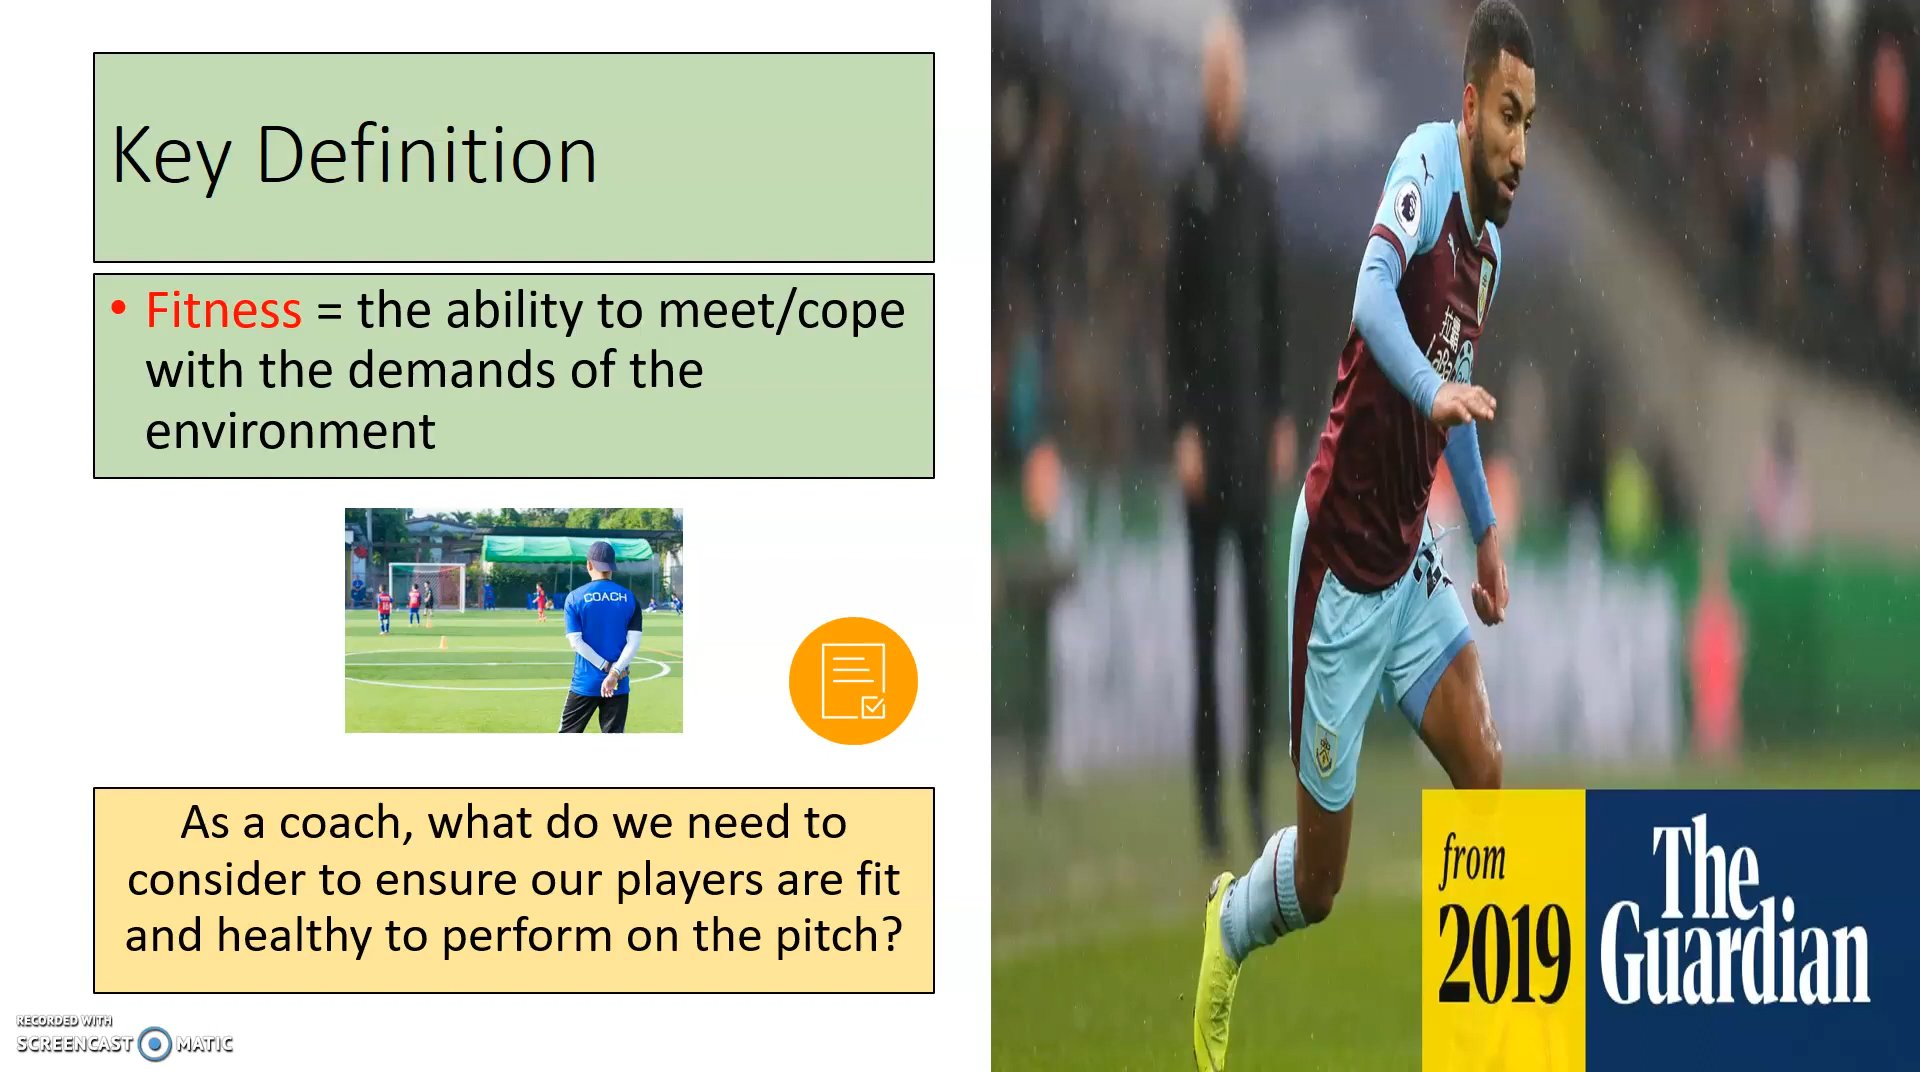 Key Definition
• Fitness = the ability to meet/cope
with the demands of the
environment
COACH
As a coach, what do we need to
consider to ensure our players are fit
and healthy to perform on the pitch?
from
2019
The
Guardian
RECORDED WITH
SCREENCAST MATIC